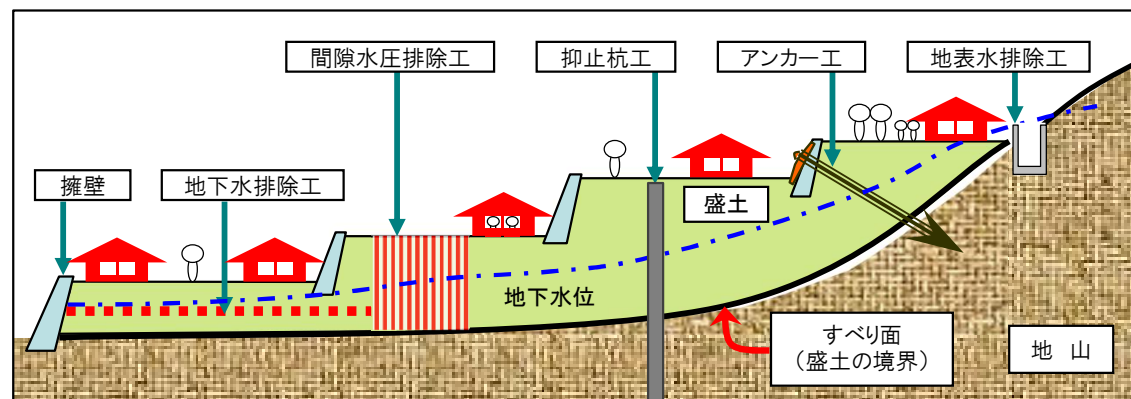 間隙水圧排除工
抑止杭工
アンカー工
地表水排除工
擁壁
地下水排除工
盛土
地下水位
すべり面
（盛土の境界）
地 山